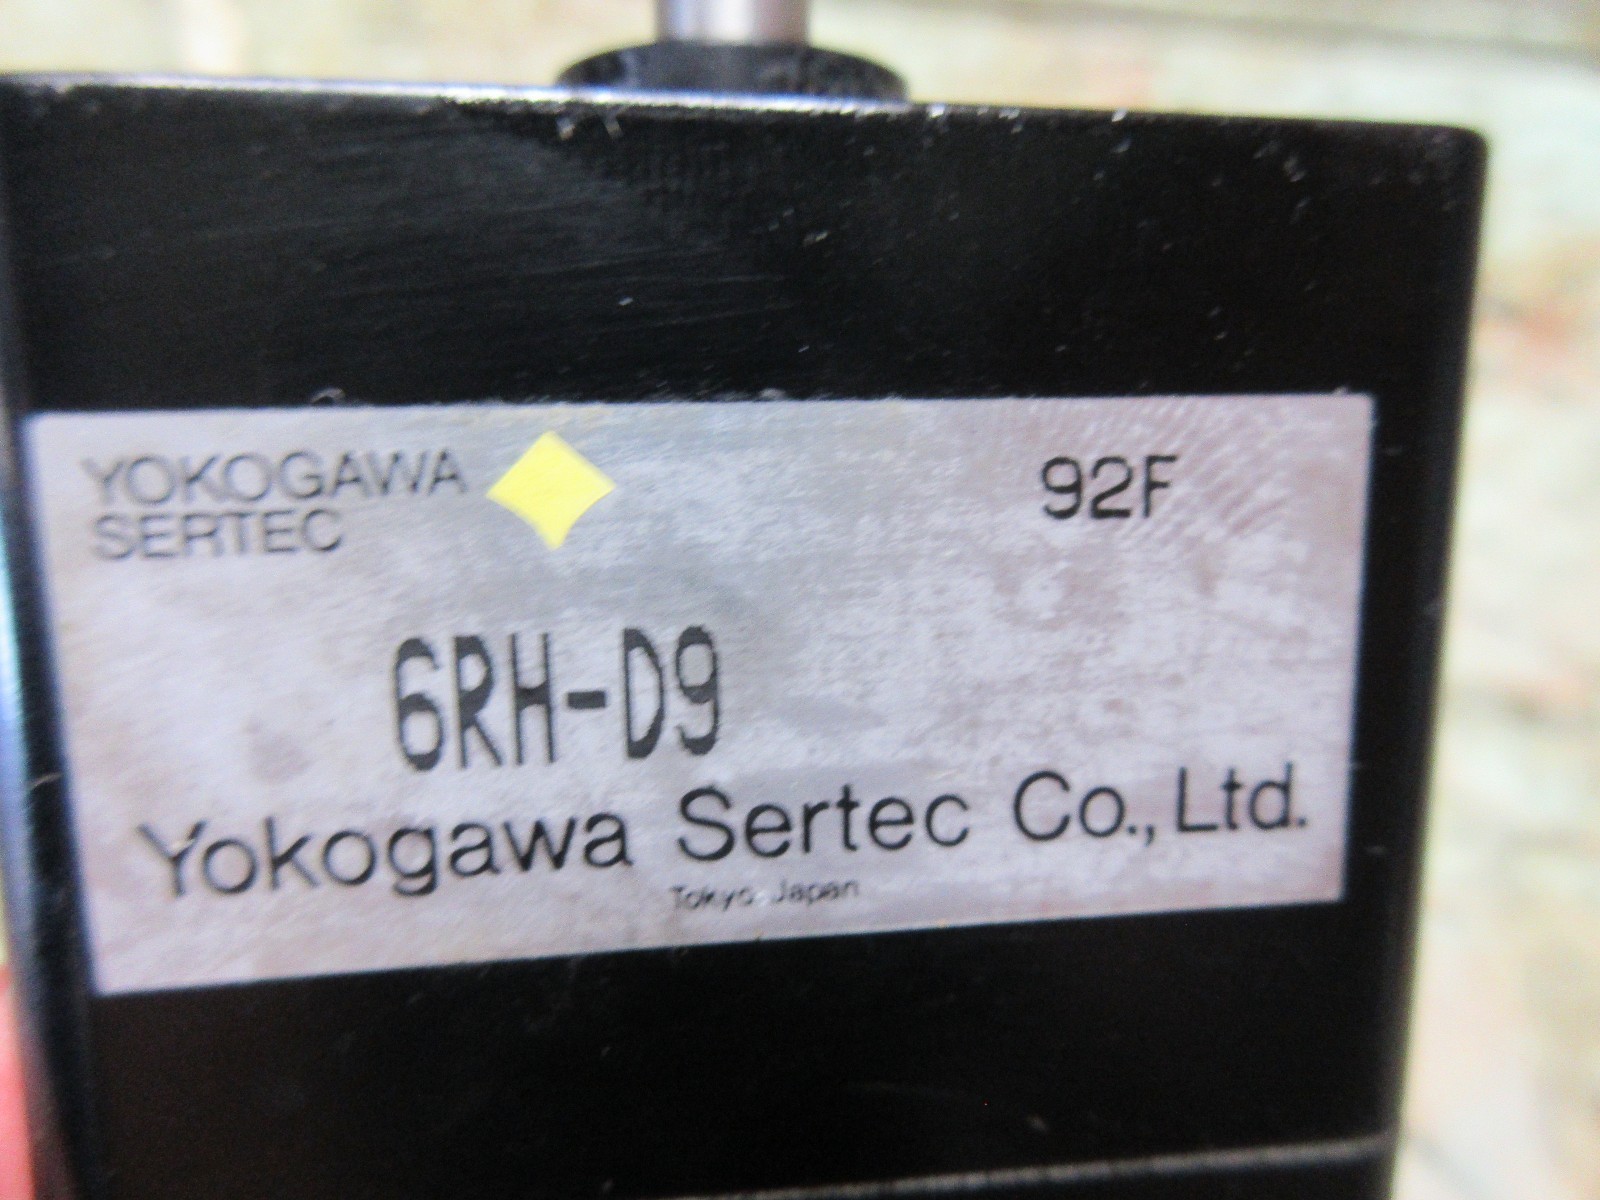 YOKOGAWA
SERTEC
92F
6RH-D9
Yokogawa Sertec Co., Ltd.
Tokyo Japan